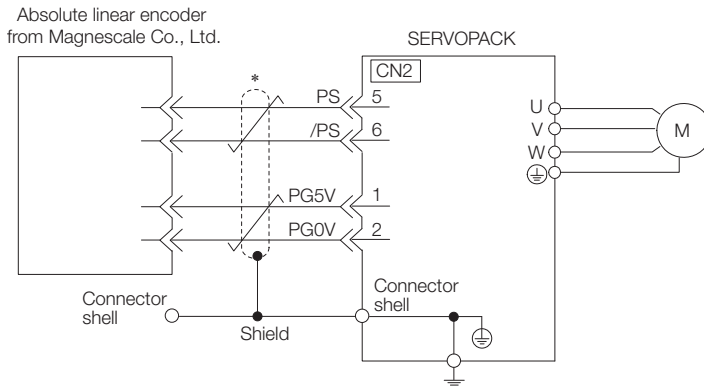 Absolute linear encoder
from Magnescale Co., Ltd.
SERVOPACK
CN2
*
PS 5
/PS 6
PG5V 1
PG0V 2
U
V
W
M
Connector
shell
Shield
Connector
shell